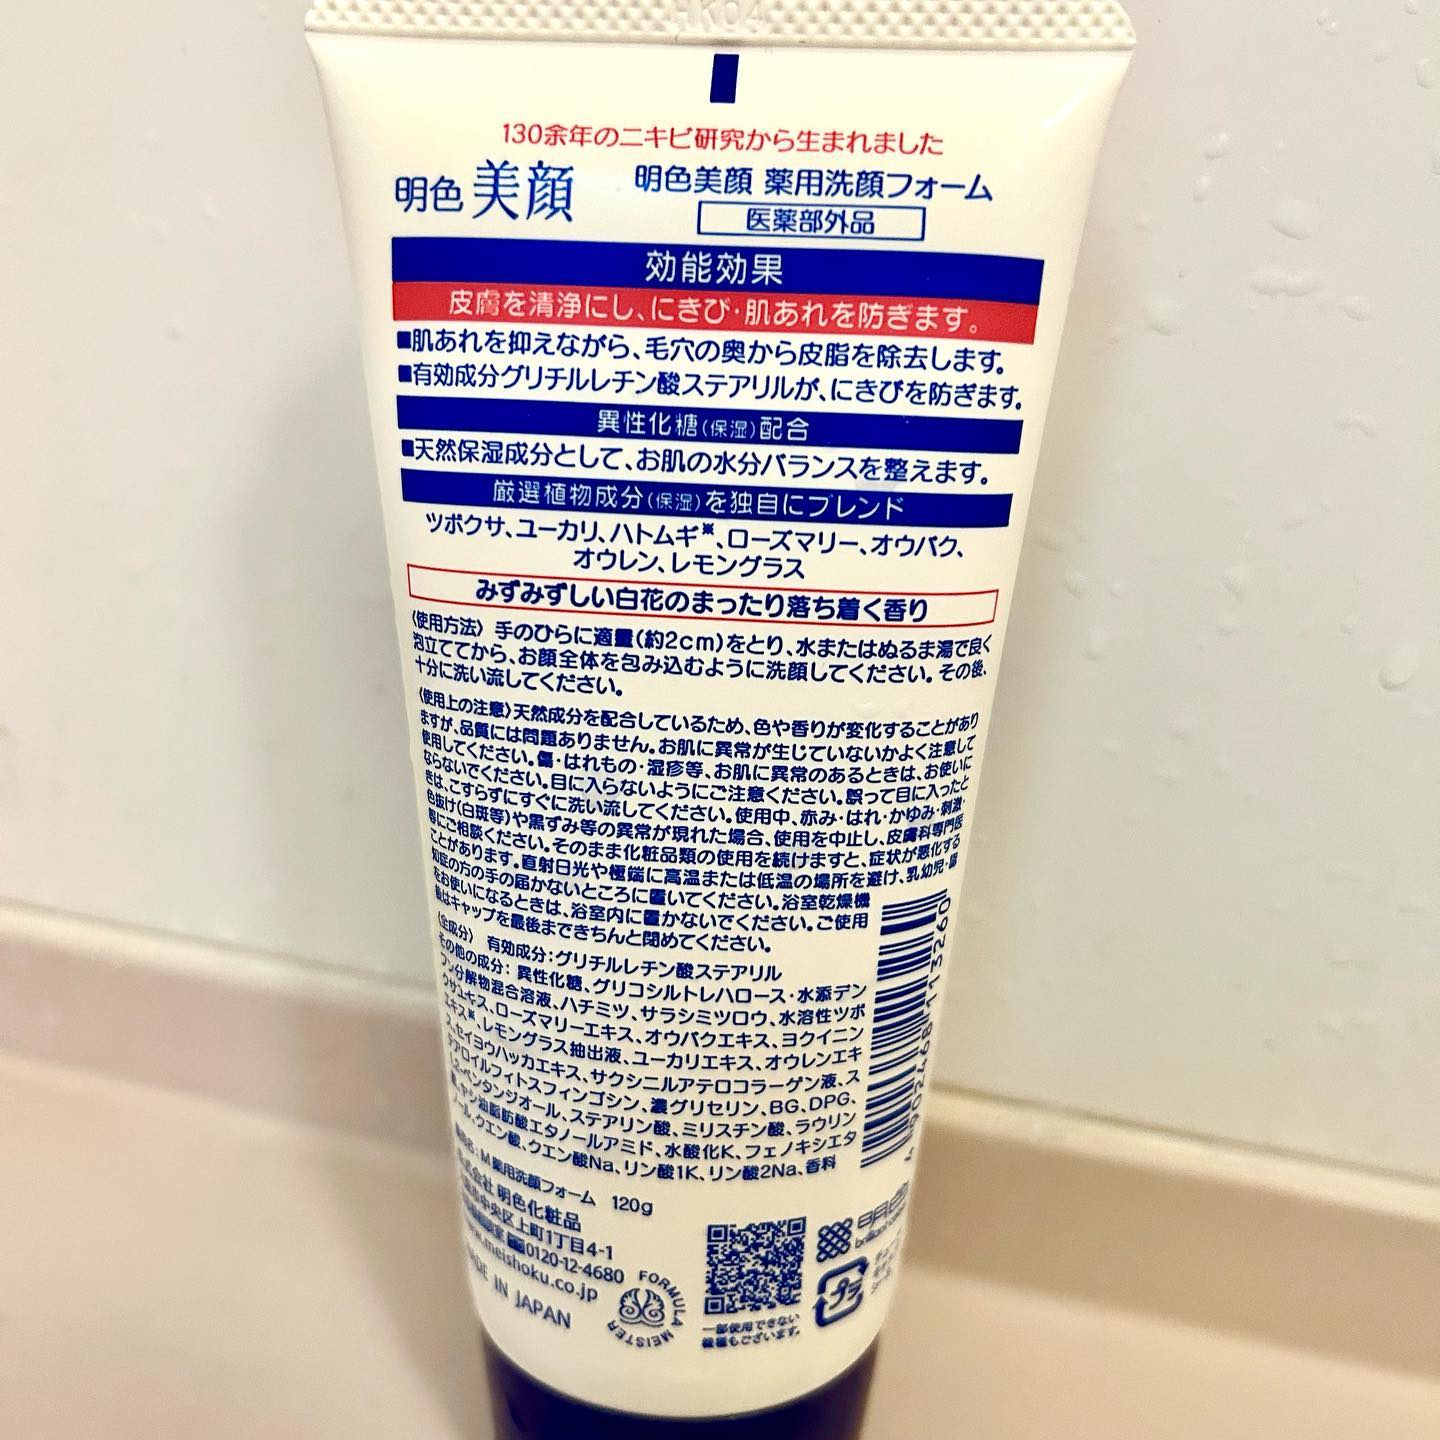 130余年のニキビ研究から生まれました
明色 美顔
明色美顔 薬用洗顔フォーム
医薬部外品
効能効果
皮膚を清浄にし、にきび・肌あれを防ぎます。
■肌あれを抑えながら、毛穴の奥から皮脂を除去します。
■有効成分グリチルレチン酸ステアリルが、にきびを防ぎます。
異性化糖(保湿)配合
■天然保湿成分として、お肌の水分バランスを整えます。
厳選植物成分(保湿)を独自にブレンド
ツボクサ、ユーカリ、ハトムギ※、ローズマリー、オウバク、
オウレン、レモングラス
みずみずしい白花のまったり落ち着く香り
〈使用方法〉手のひらに適量(約2cm)をとり、水またはぬるま湯で良く
泡立ててから、お顔全体を包み込むように洗顔してください。その後、
十分に洗い流してください。
〈使用上の注意〉天然成分を配合しているため、色や香りが変化することがあり
ますが、品質には問題ありません。お肌に異常が生じていないかよく注意して
使用してください。傷・はれもの・湿疹等、お肌に異常のあるときは、お使いに
ならないでください。目に入らないようにご注意ください。誤って目に入ったと
きは、こすらずにすぐに洗い流してください。使用中、赤み・はれ・かゆみ・刺激・
色抜け(白斑等)や黒ずみ等の異常が現れた場合、使用を中止し、皮膚科専門医
等にご相談ください。そのまま化粧品類の使用を続けますと、症状が悪化する
ことがあります。直射日光や極端に高温または低温の場所を避け、乳幼児・認
知症の方の手の届かないところに置いてください。浴室乾燥機
をお使いになるときは、浴室内に置かないでください。ご使用
後はキャップを最後まできちんと閉めてください。
〈全成分〉 有効成分:グリチルレチン酸ステアリル
その他の成分:異性化糖、グリコシルトレハロース・水添デン
プン分解物混合溶液、ハチミツ、サラシミツロウ、水溶性ツボ
クサエキス、ローズマリーエキス、オウバクエキス、ヨクイニン
エキス※、レモングラス抽出液、ユーカリエキス、オウレンエキ
ス、セイヨウハッカエキス、サクシニルアテロコラーゲン液、ス
テアロイルフィトスフィンゴシン、濃グリセリン、BG、DPG、
1,2-ペンタンジオール、ステアリン酸、ミリスチン酸、ラウリン
酸、ヤシ油脂肪酸エタノールアミド、水酸化K、フェノキシエタ
ノール、クエン酸、クエン酸Na、リン酸1K、リン酸2Na、香料
M薬用洗顔フォーム 120g
株式会社 明色化粧品
中央区上町1丁目4-1
0120-12-4680
www.meishoku.co.jp
MADE IN JAPAN
FORMULA MEISTER
一部使用できない
機種もございます。
4 902468 113260
明色
プラ